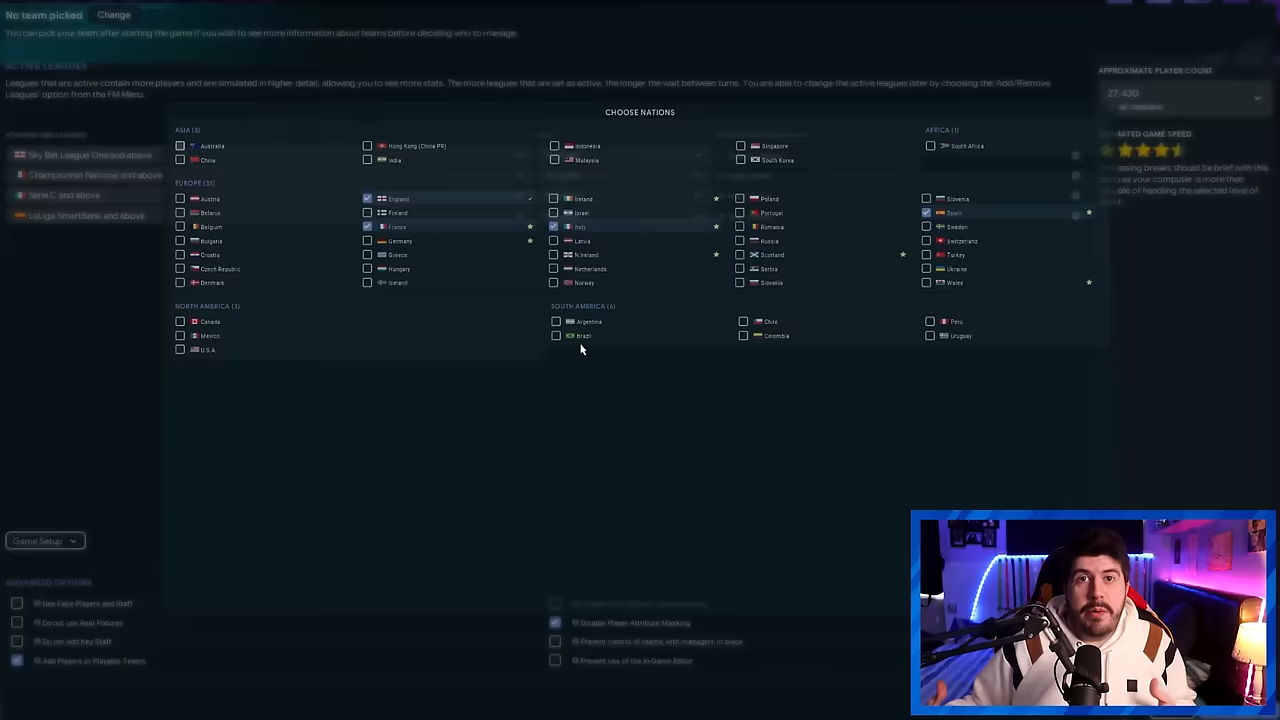 No team picked Change
You can pick your team after starting the game if you wish to see more information about teams before deciding who to manage.
ACTIVE LEAGUES
Leagues that are active contain more players and are simulated in higher detail, allowing you to see more stats. The more leagues that are set as active, the longer the wait between turns. You are able to change the active leagues later by choosing the 'Add/Remove
Leagues' option from the FM Menu.
APPROXIMATE PLAYER COUNT
27,430
CHOOSE NATIONS
ASIA (8)
Australia
Hong Kong (China PR)
Indonesia
Singapore
China
India
Malaysia
South Korea
AFRICA (1)
South Africa
Sky Bet League One and above
Championnat National and above
Serie C and above
LaLiga SmartBank and above
EUROPE (35)
Austria
England
Ireland
Poland
Slovenia
Belarus
Finland
Israel
Portugal
Spain
Belgium
France
Italy
Romania
Sweden
Bulgaria
Germany
Latvia
Russia
Switzerland
Croatia
Greece
N.Ireland
Scotland
Turkey
Czech Republic
Hungary
Netherlands
Serbia
Ukraine
Denmark
Iceland
Norway
Slovakia
Wales
NORTH AMERICA (3)
Canada
Mexico
U.S.A.
SOUTH AMERICA (6)
Argentina
Chile
Peru
Brazil
Colombia
Uruguay
Game Setup
ADVANCED OPTIONS
Use Fake Players and Staff
Do not use Real Fixtures
Do not Add Key Staff
Add Players to Playable Teams
Disable Player Attribute Masking
Prevent control of teams with managers in place
Prevent use of the In-Game Editor